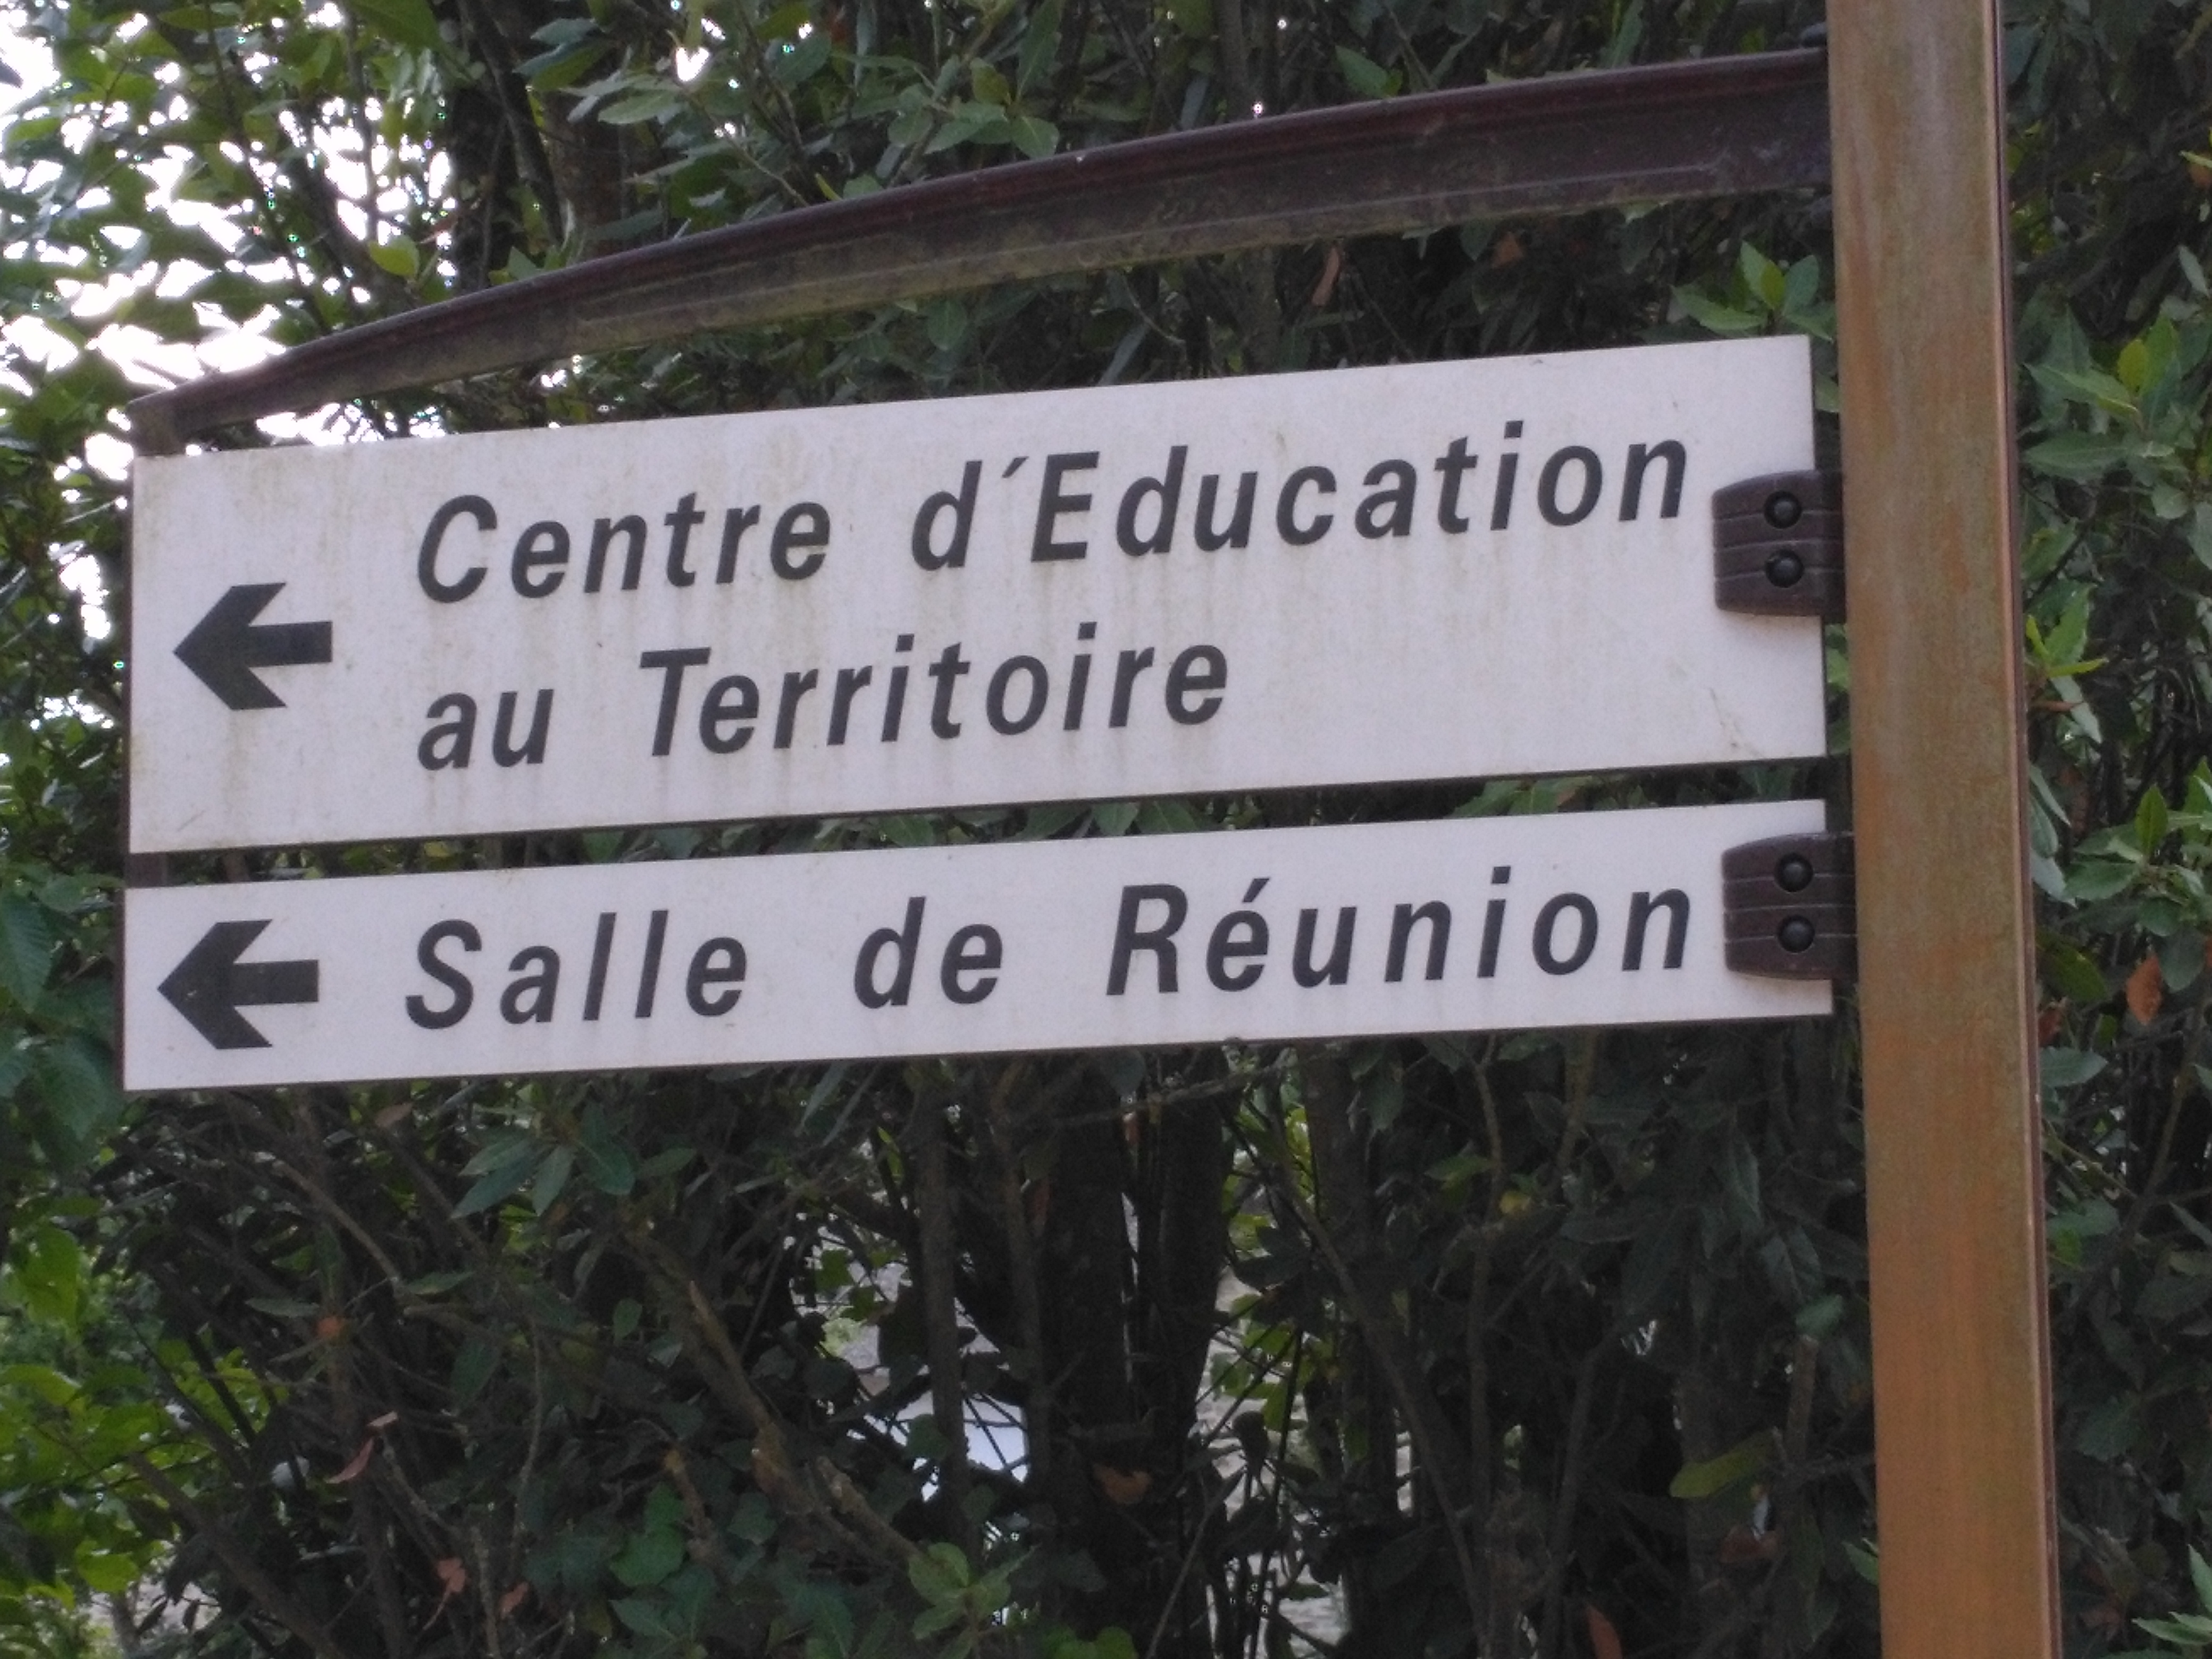 Centre d´Education
au Territoire
Salle de Réunion